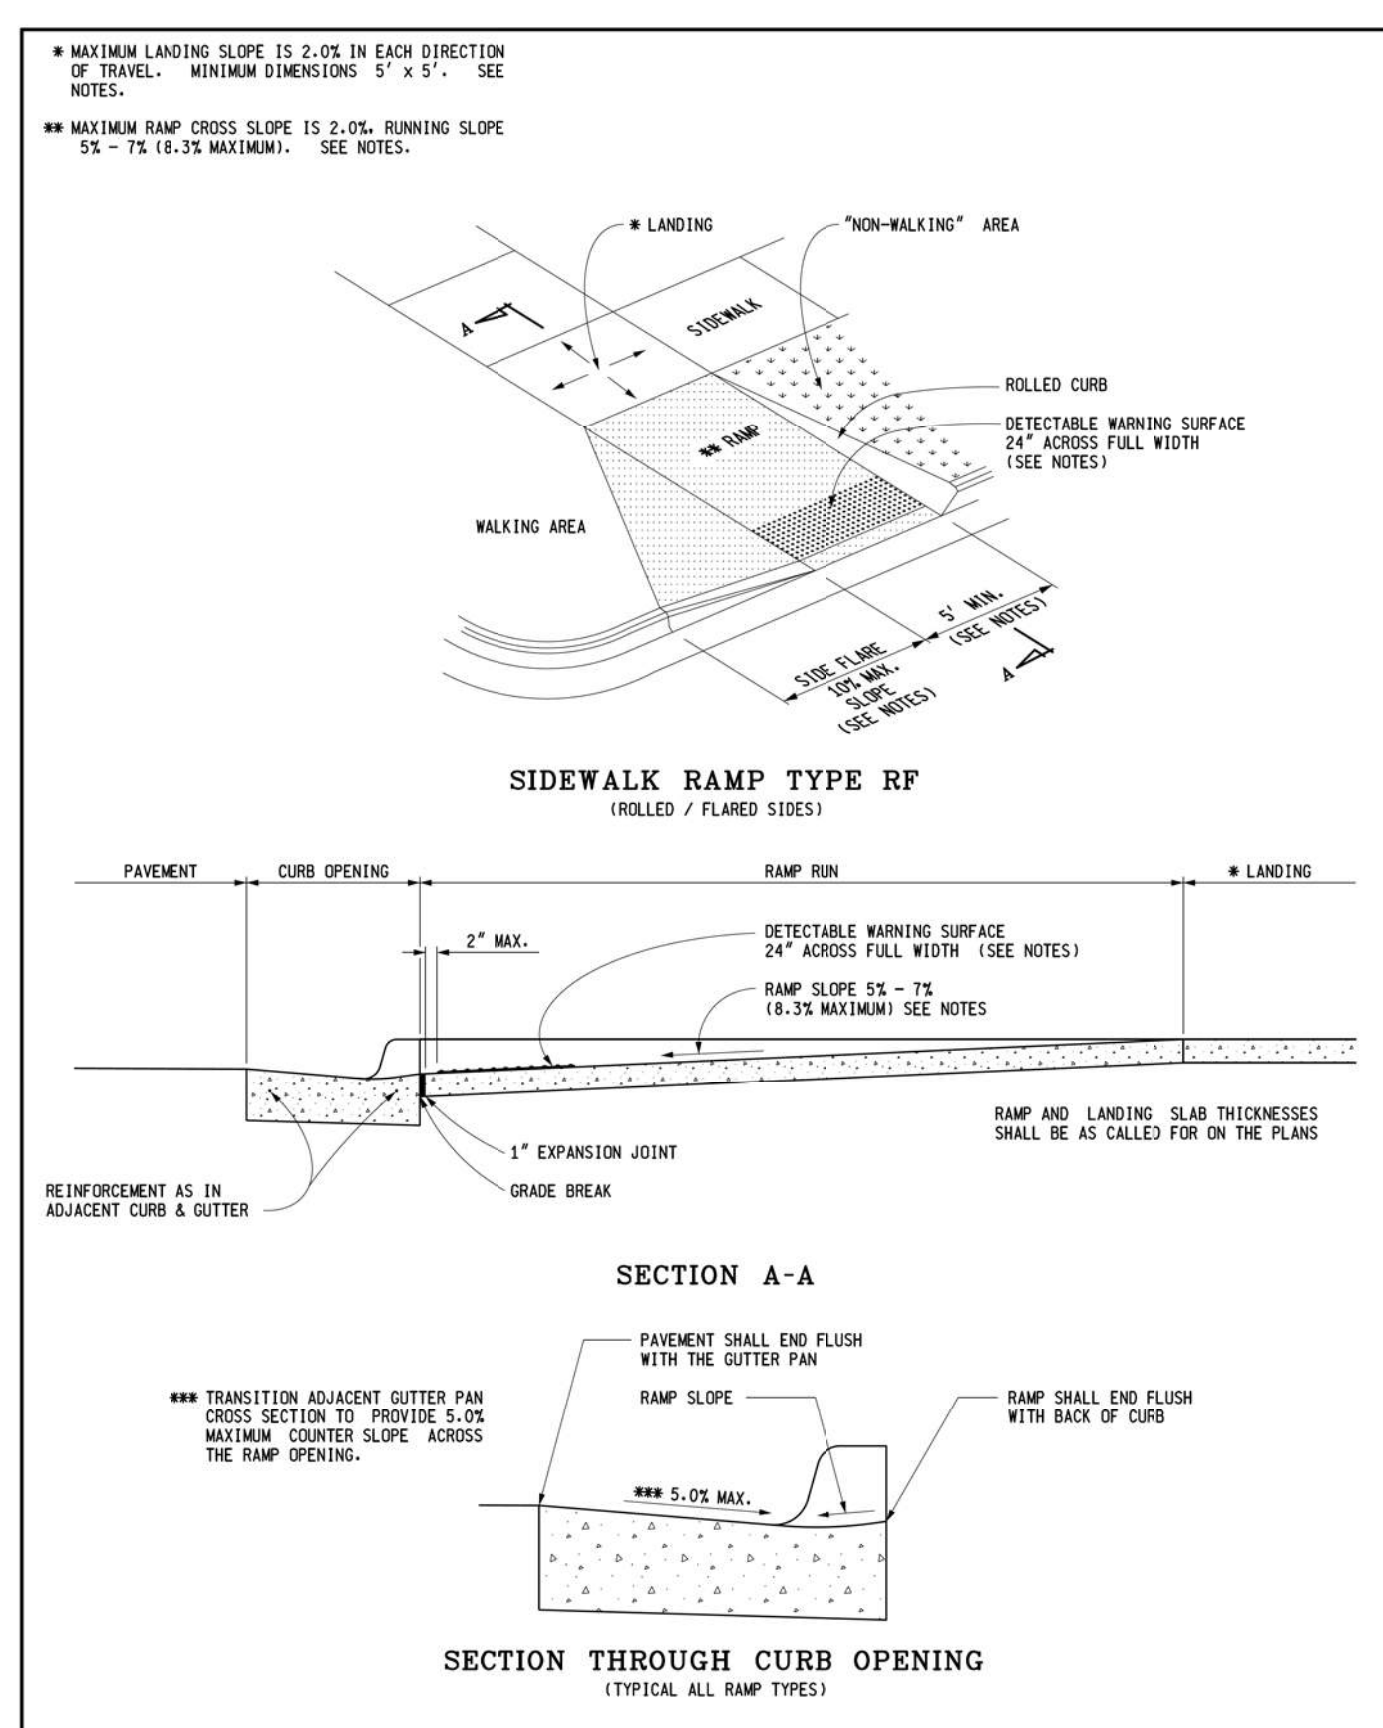 * MAXIMUM LANDING SLOPE IS 2.0% IN EACH DIRECTION
OF TRAVEL. MINIMUM DIMENSIONS 5' x 5'. SEE
NOTES.
** MAXIMUM RAMP CROSS SLOPE IS 2.0%, RUNNING SLOPE
5% - 7% (8.3% MAXIMUM). SEE NOTES.
* LANDING
"NON-WALKING" AREA
A
SIDEWALK
ROLLED CURB
DETECTABLE WARNING SURFACE
24" ACROSS FULL WIDTH
(SEE NOTES)
** RAMP
WALKING AREA
5' MIN.
(SEE NOTES)
SIDE FLARE
10% MAX.
SLOPE
(SEE NOTES)
A
SIDEWALK RAMP TYPE RF
(ROLLED / FLARED SIDES)
PAVEMENT
CURB OPENING
RAMP RUN
* LANDING
2" MAX.
DETECTABLE WARNING SURFACE
24" ACROSS FULL WIDTH (SEE NOTES)
RAMP SLOPE 5% - 7%
(8.3% MAXIMUM) SEE NOTES
RAMP AND LANDING SLAB THICKNESSES
SHALL BE AS CALLED FOR ON THE PLANS
1" EXPANSION JOINT
GRADE BREAK
REINFORCEMENT AS IN
ADJACENT CURB & GUTTER
SECTION A-A
PAVEMENT SHALL END FLUSH
WITH THE GUTTER PAN
*** TRANSITION ADJACENT GUTTER PAN
CROSS SECTION TO PROVIDE 5.0%
MAXIMUM COUNTER SLOPE ACROSS
THE RAMP OPENING.
RAMP SLOPE
RAMP SHALL END FLUSH
WITH BACK OF CURB
*** 5.0% MAX.
SECTION THROUGH CURB OPENING
(TYPICAL ALL RAMP TYPES)